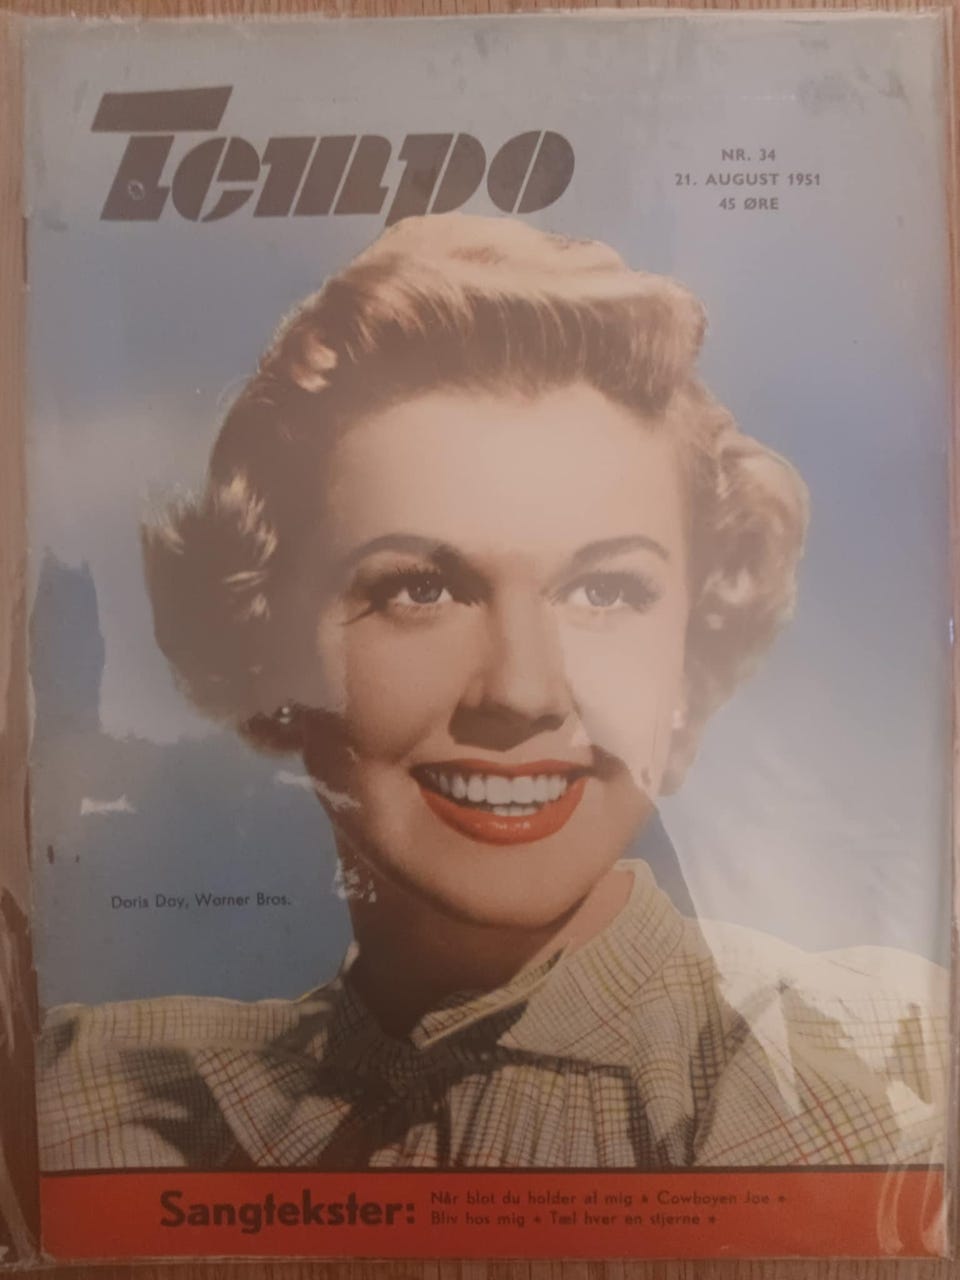 Tempo
NR. 34
21. AUGUST 1951
45 ØRE
Doris Day, Warner Bros.
Sangtekster:
Når blot du holder af mig * Cowboyen Joe *
Bliv hos mig * Tæl hver en stjerne *